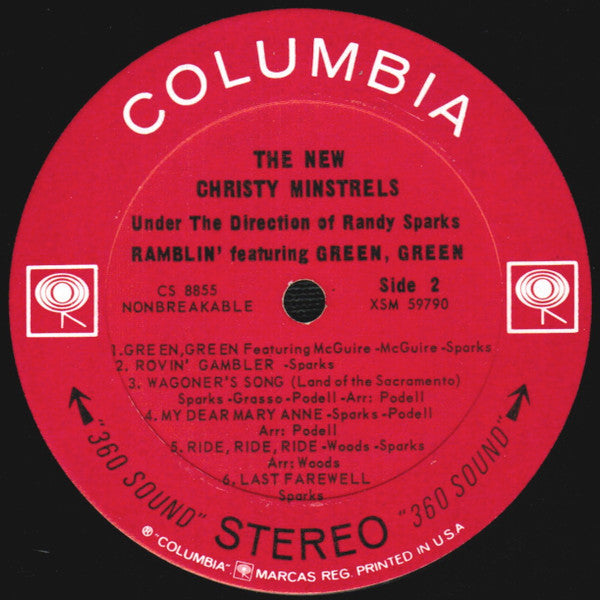 COLUMBIA
THE NEW
CHRISTY MINSTRELS
Under The Direction of Randy Sparks
RAMBLIN' featuring GREEN, GREEN
CS 8855
NONBREAKABLE
Side 2
XSM 59790
1.GREEN,GREEN Featuring McGuire -McGuire -Sparks
2. ROVIN' GAMBLER -Sparks
3. WAGONER'S SONG (Land of the Sacramento)
Sparks -Grasso -Podell -Arr: Podell
4. MY DEAR MARY ANNE -Sparks -Podell
Arr: Podell
5. RIDE, RIDE, RIDE -Woods -Sparks
Arr: Woods
6. LAST FAREWELL
Sparks
"360 SOUND" STEREO "360 SOUND"
® "COLUMBIA", MARCAS REG. PRINTED IN U.S.A.